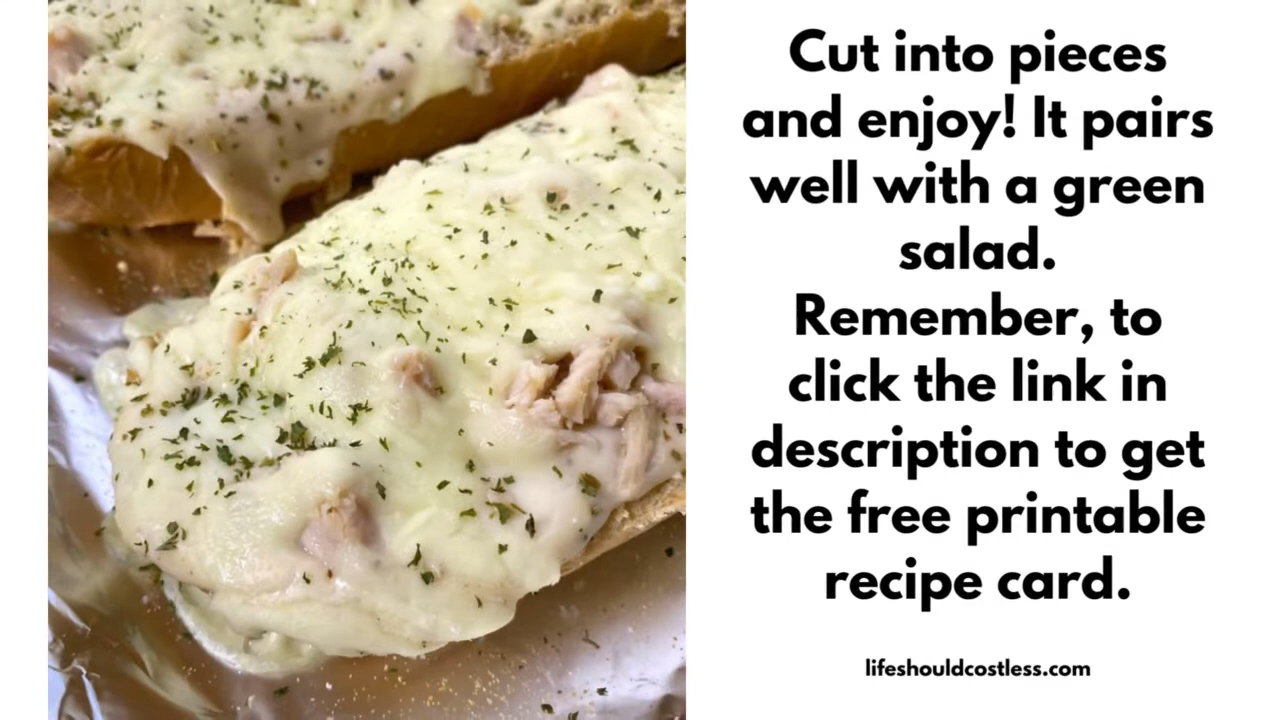 Cut into pieces
and enjoy! It pairs
well with a green
salad.
Remember, to
click the link in
description to get
the free printable
recipe card.
lifeshouldcostless.com